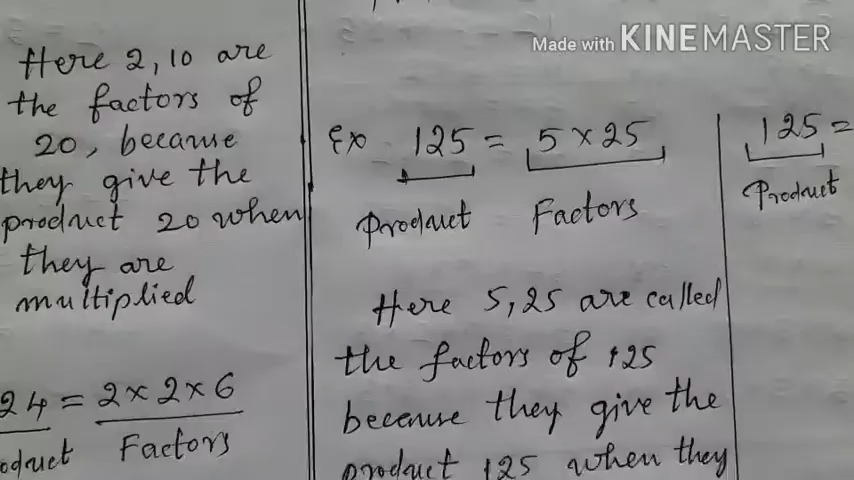 Made with KINEMASTER
Here 2, 10 are
the factors of
20, because
they give the
product 20 when
they are
multiplied
24 = 2 × 2 × 6
Factors
Ex 125 = 5 × 25
Product Factors
Here 5, 25 are called
the factors of 125
because they give the
product 125 when they
125 =
Product